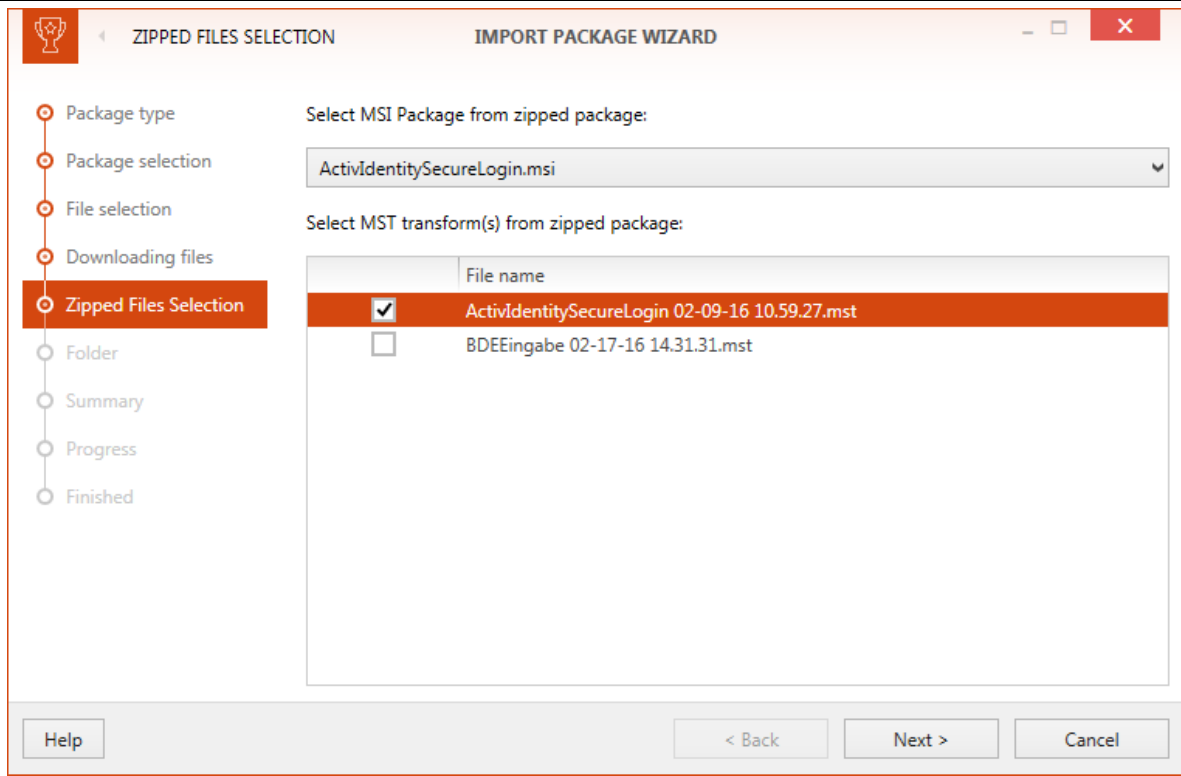 ZIPPED FILES SELECTION
IMPORT PACKAGE WIZARD
Package type
Package selection
File selection
Downloading files
Zipped Files Selection
Folder
Summary
Progress
Finished
Select MSI Package from zipped package:
ActivIdentitySecureLogin.msi
Select MST transform(s) from zipped package:
File name
ActivIdentitySecureLogin 02-09-16 10.59.27.mst
BDEEingabe 02-17-16 14.31.31.mst
Help
< Back
Next >
Cancel